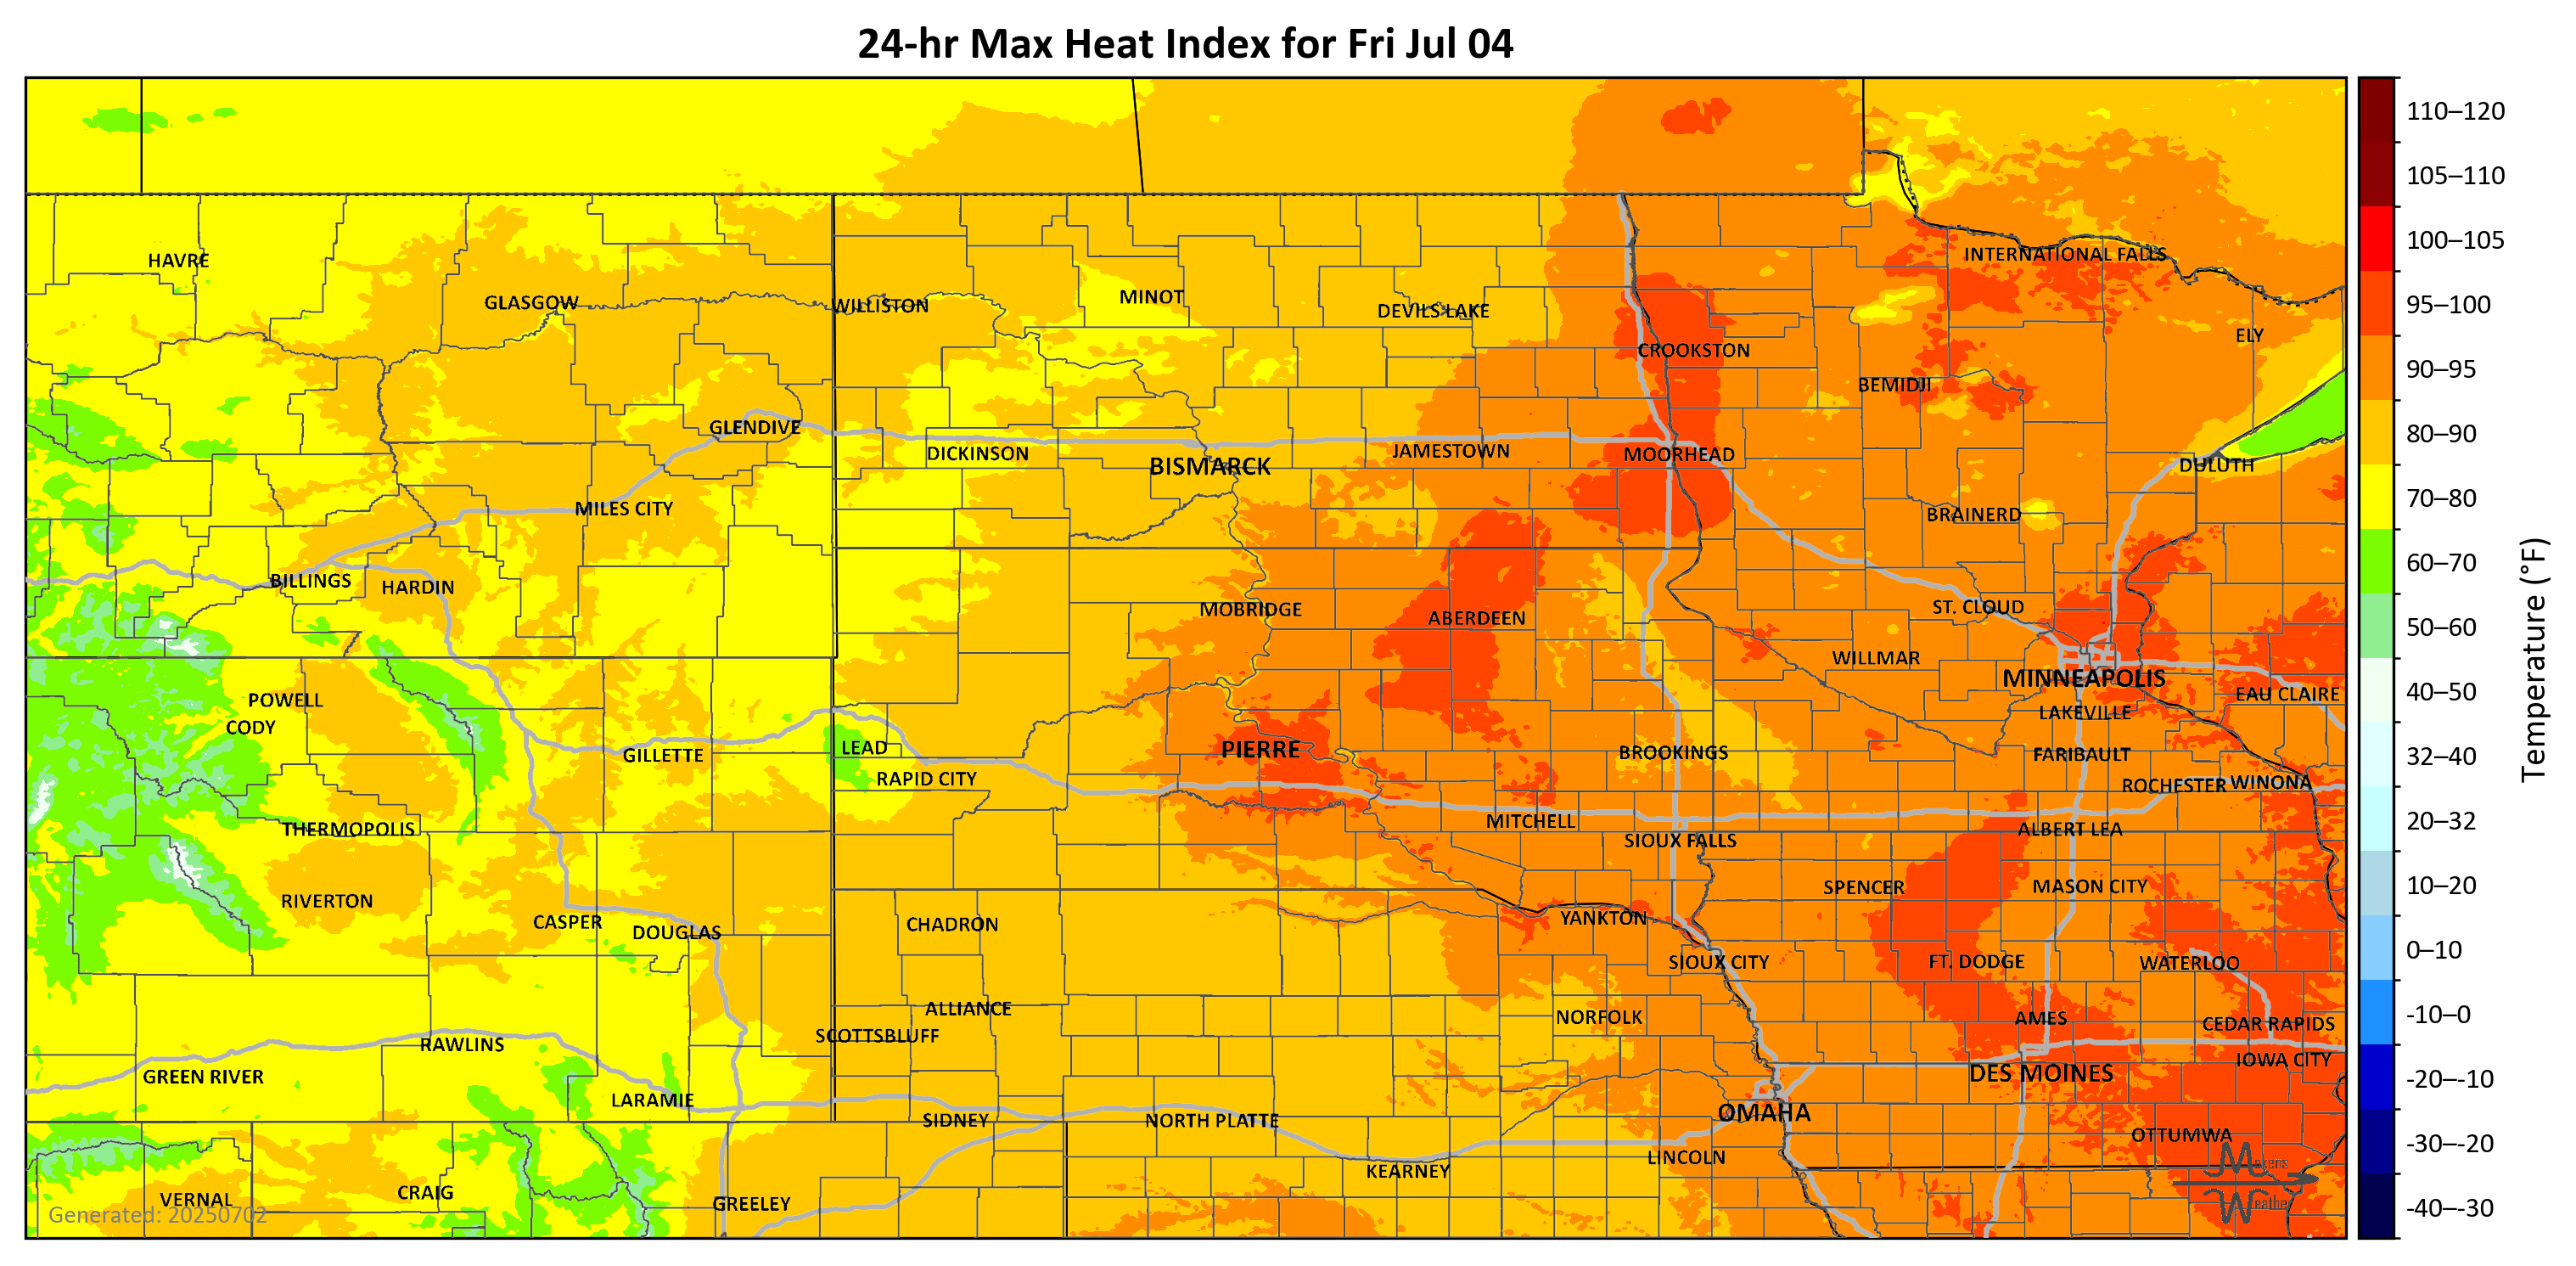 24-hr Max Heat Index for Fri Jul 04
HAVRE
GLASGOW
WILLISTON
MINOT
DEVILS LAKE
CROOKSTON
INTERNATIONAL FALLS
ELY
BEMIDJI
GLENDIVE
DICKINSON
BISMARCK
JAMESTOWN
MOORHEAD
DULUTH
MILES CITY
BRAINERD
BILLINGS
HARDIN
MOBRIDGE
ABERDEEN
ST. CLOUD
WILLMAR
MINNEAPOLIS
EAU CLAIRE
POWELL
CODY
LAKEVILLE
GILLETTE
LEAD
RAPID CITY
PIERRE
BROOKINGS
FARIBAULT
ROCHESTER
WINONA
THERMOPOLIS
MITCHELL
SIOUX FALLS
ALBERT LEA
RIVERTON
CASPER
DOUGLAS
CHADRON
YANKTON
SPENCER
MASON CITY
SIOUX CITY
FT. DODGE
WATERLOO
ALLIANCE
SCOTTSBLUFF
NORFOLK
AMES
CEDAR RAPIDS
RAWLINS
GREEN RIVER
IOWA CITY
DES MOINES
LARAMIE
SIDNEY
NORTH PLATTE
OMAHA
OTTUMWA
KEARNEY
LINCOLN
VERNAL
CRAIG
GREELEY
Generated: 20250702
Makens
Weather
110–120
105–110
100–105
95–100
90–95
80–90
70–80
60–70
50–60
40–50
32–40
20–32
10–20
0–10
-10–0
-20–-10
-30–-20
-40–-30
Temperature (°F)